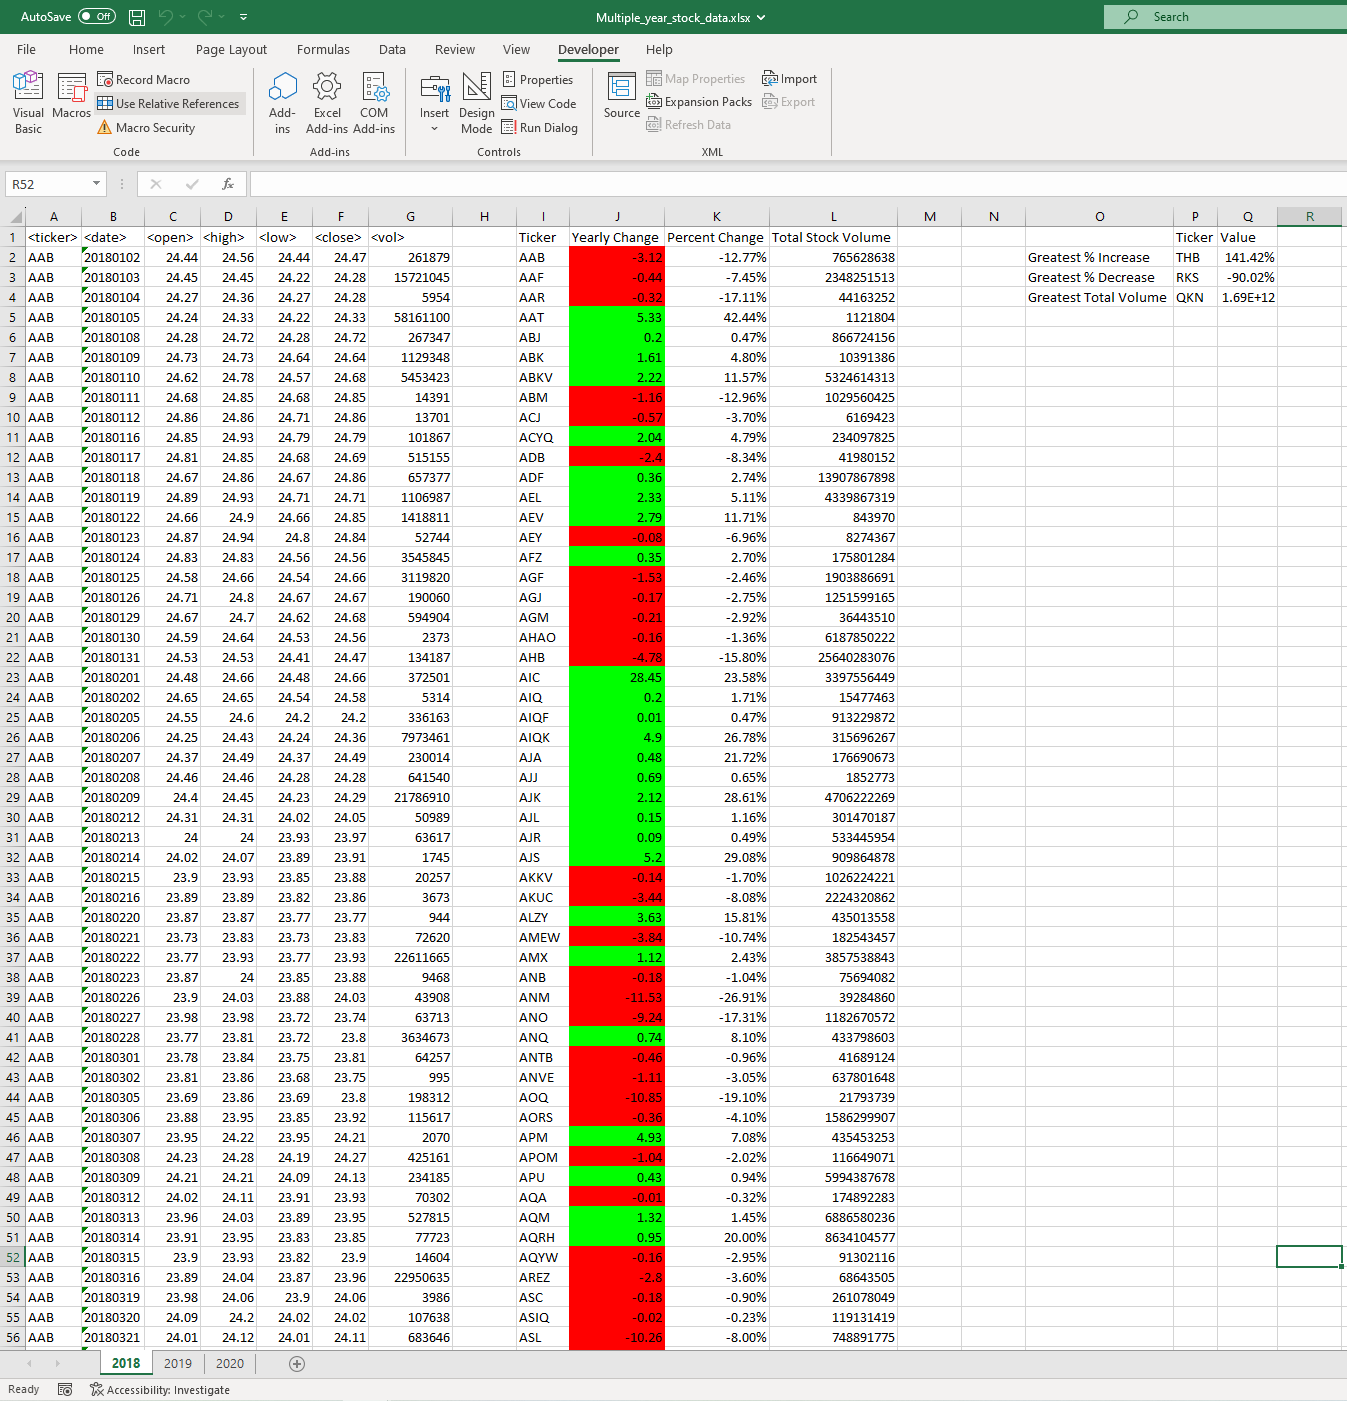 AutoSave Off Multiple_year_stock_data.xlsx Search
File Home Insert Page Layout Formulas Data Review View Developer Help
Visual Basic
Macros
Record Macro
Use Relative References
Macro Security
Code
Add-ins
Excel Add-ins
COM Add-ins
Add-ins
Insert
Design Mode
Properties
View Code
Run Dialog
Controls
Source
Map Properties
Expansion Packs
Refresh Data
Import
Export
XML
R52 fx
A B C D E F G H I J K L M N O P Q R
1 <ticker> <date> <open> <high> <low> <close> <vol> Ticker Yearly Change Percent Change Total Stock Volume Ticker Value
2 AAB 20180102 24.44 24.56 24.44 24.47 261879 AAB -3.12 -12.77% 765628638 Greatest % Increase THB 141.42%
3 AAB 20180103 24.45 24.45 24.22 24.28 15721045 AAF -0.44 -7.45% 2348251513 Greatest % Decrease RKS -90.02%
4 AAB 20180104 24.27 24.36 24.27 24.28 5954 AAR -0.32 -17.11% 44163252 Greatest Total Volume QKN 1.69E+12
5 AAB 20180105 24.24 24.33 24.22 24.33 58161100 AAT 5.33 42.44% 1121804
6 AAB 20180108 24.28 24.72 24.28 24.72 267347 ABJ 0.2 0.47% 866724156
7 AAB 20180109 24.73 24.73 24.64 24.64 1129348 ABK 1.61 4.80% 10391386
8 AAB 20180110 24.62 24.78 24.57 24.68 5453423 ABKV 2.22 11.57% 5324614313
9 AAB 20180111 24.68 24.85 24.68 24.85 14391 ABM -1.16 -12.96% 1029560425
10 AAB 20180112 24.86 24.86 24.71 24.86 13701 ACJ -0.57 -3.70% 6169423
11 AAB 20180116 24.85 24.93 24.79 24.79 101867 ACYQ 2.04 4.79% 234097825
12 AAB 20180117 24.81 24.85 24.68 24.69 515155 ADB -2.4 -8.34% 41980152
13 AAB 20180118 24.67 24.86 24.67 24.86 657377 ADF 0.36 2.74% 13907867898
14 AAB 20180119 24.89 24.93 24.71 24.71 1106987 AEL 2.33 5.11% 4339867319
15 AAB 20180122 24.66 24.9 24.66 24.85 1418811 AEV 2.79 11.71% 843970
16 AAB 20180123 24.87 24.94 24.8 24.84 52744 AEY -0.08 -6.96% 8274367
17 AAB 20180124 24.83 24.83 24.56 24.56 3545845 AFZ 0.35 2.70% 175801284
18 AAB 20180125 24.58 24.66 24.54 24.66 3119820 AGF -1.53 -2.46% 1903886691
19 AAB 20180126 24.71 24.8 24.67 24.67 190060 AGJ -0.17 -2.75% 1251599165
20 AAB 20180129 24.67 24.7 24.62 24.68 594904 AGM -0.21 -2.92% 36443510
21 AAB 20180130 24.59 24.64 24.53 24.56 2373 AHAO -0.16 -1.36% 6187850222
22 AAB 20180131 24.53 24.53 24.41 24.47 134187 AHB -4.78 -15.80% 25640283076
23 AAB 20180201 24.48 24.66 24.48 24.66 372501 AIC 28.45 23.58% 3397556449
24 AAB 20180202 24.65 24.65 24.54 24.58 5314 AIQ 0.2 1.71% 15477463
25 AAB 20180205 24.55 24.6 24.2 24.2 336163 AIQF 0.01 0.47% 913229872
26 AAB 20180206 24.25 24.43 24.24 24.36 7973461 AIQK 4.9 26.78% 315696267
27 AAB 20180207 24.37 24.49 24.37 24.49 230014 AJA 0.48 21.72% 176690673
28 AAB 20180208 24.46 24.46 24.28 24.28 641540 AJJ 0.69 0.65% 1852773
29 AAB 20180209 24.4 24.45 24.23 24.29 21786910 AJK 2.12 28.61% 4706222269
30 AAB 20180212 24.31 24.31 24.02 24.05 50989 AJL 0.15 1.16% 301470187
31 AAB 20180213 24 24 23.93 23.97 63617 AJR 0.09 0.49% 533445954
32 AAB 20180214 24.02 24.07 23.89 23.91 1745 AJS 5.2 29.08% 909864878
33 AAB 20180215 23.9 23.93 23.85 23.88 20257 AKKV -0.14 -1.70% 1026224221
34 AAB 20180216 23.89 23.89 23.82 23.86 3673 AKUC -3.44 -8.08% 2224320862
35 AAB 20180220 23.87 23.87 23.77 23.77 944 ALZY 3.63 15.81% 435013558
36 AAB 20180221 23.73 23.83 23.73 23.83 72620 AMEW -3.84 -10.74% 182543457
37 AAB 20180222 23.77 23.93 23.77 23.93 22611665 AMX 1.12 2.43% 3857538843
38 AAB 20180223 23.87 24 23.85 23.88 9468 ANB -0.18 -1.04% 75694082
39 AAB 20180226 23.9 24.03 23.88 24.03 43908 ANM -11.53 -26.91% 39284860
40 AAB 20180227 23.98 23.98 23.72 23.74 63713 ANO -9.24 -17.31% 1182670572
41 AAB 20180228 23.77 23.81 23.72 23.8 3634673 ANQ 0.74 8.10% 433798603
42 AAB 20180301 23.78 23.84 23.75 23.81 64257 ANTB -0.46 -0.96% 41689124
43 AAB 20180302 23.81 23.86 23.68 23.75 995 ANVE -1.11 -3.05% 637801648
44 AAB 20180305 23.69 23.86 23.69 23.8 198312 AOQ -10.85 -19.10% 21793739
45 AAB 20180306 23.88 23.95 23.85 23.92 115617 AORS -0.36 -4.10% 1586299907
46 AAB 20180307 23.95 24.22 23.95 24.21 2070 APM 4.93 7.08% 435453253
47 AAB 20180308 24.23 24.28 24.19 24.27 425161 APOM -1.04 -2.02% 116649071
48 AAB 20180309 24.21 24.21 24.09 24.13 234185 APU 0.43 0.94% 5994387678
49 AAB 20180312 24.02 24.11 23.91 23.93 70302 AQA -0.01 -0.32% 174892283
50 AAB 20180313 23.96 24.03 23.89 23.95 527815 AQM 1.32 1.45% 6886580236
51 AAB 20180314 23.91 23.95 23.83 23.85 77723 AQRH 0.95 20.00% 8634104577
52 AAB 20180315 23.9 23.93 23.82 23.9 14604 AQYW -0.16 -2.95% 91302116
53 AAB 20180316 23.89 24.04 23.87 23.96 22950635 AREZ -2.8 -3.60% 68643505
54 AAB 20180319 23.98 24.06 23.9 24.06 3986 ASC -0.18 -0.90% 261078049
55 AAB 20180320 24.09 24.2 24.02 24.02 107638 ASIQ -0.02 -0.23% 119131419
56 AAB 20180321 24.01 24.12 24.01 24.11 683646 ASL -10.26 -8.00% 748891775
2018 2019 2020
Ready Accessibility: Investigate